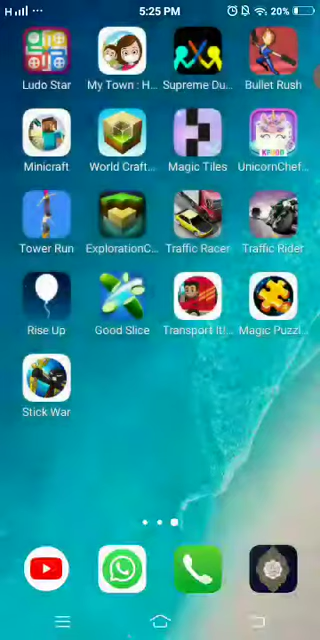 H 5:25 PM 20%
Ludo Star My Town : H... Supreme Du... Bullet Rush
Minicraft World Craft... Magic Tiles UnicornChef...
Tower Run ExplorationC... Traffic Racer Traffic Rider
Rise Up Good Slice Transport It!... Magic Puzzl...
Stick War